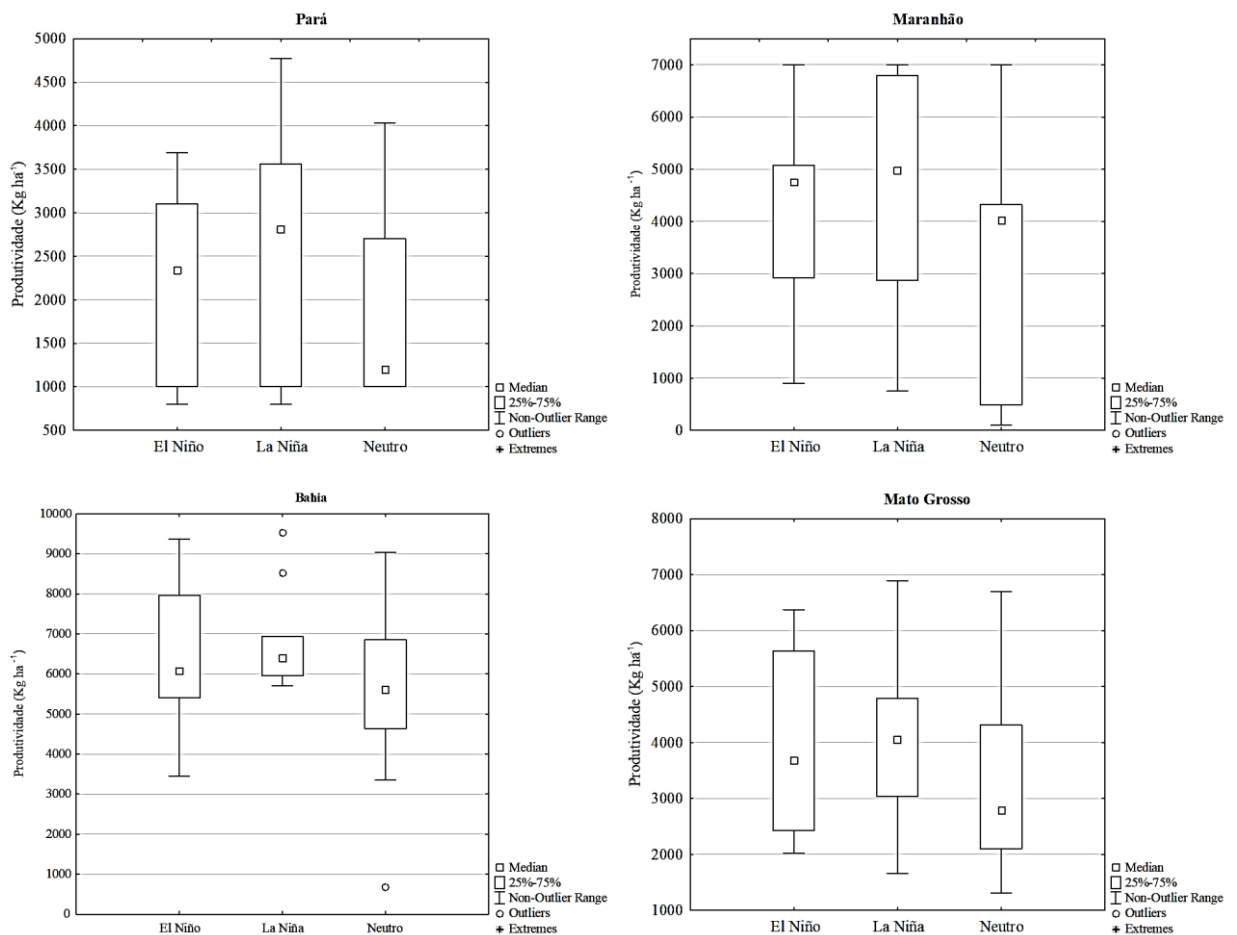 Pará
Produtividade (Kg ha⁻¹)
5000
4500
4000
3500
3000
2500
2000
1500
1000
500
El Niño La Niña Neutro
Median
25%-75%
Non-Outlier Range
Outliers
Extremes
Maranhão
Produtividade (Kg ha⁻¹)
7000
6000
5000
4000
3000
2000
1000
0
El Niño La Niña Neutro
Median
25%-75%
Non-Outlier Range
Outliers
Extremes
Bahia
Produtividade (Kg ha⁻¹)
10000
9000
8000
7000
6000
5000
4000
3000
2000
1000
0
El Niño La Niña Neutro
Median
25%-75%
Non-Outlier Range
Outliers
Extremes
Mato Grosso
Produtividade (Kg ha⁻¹)
8000
7000
6000
5000
4000
3000
2000
1000
El Niño La Niña Neutro
Median
25%-75%
Non-Outlier Range
Outliers
Extremes